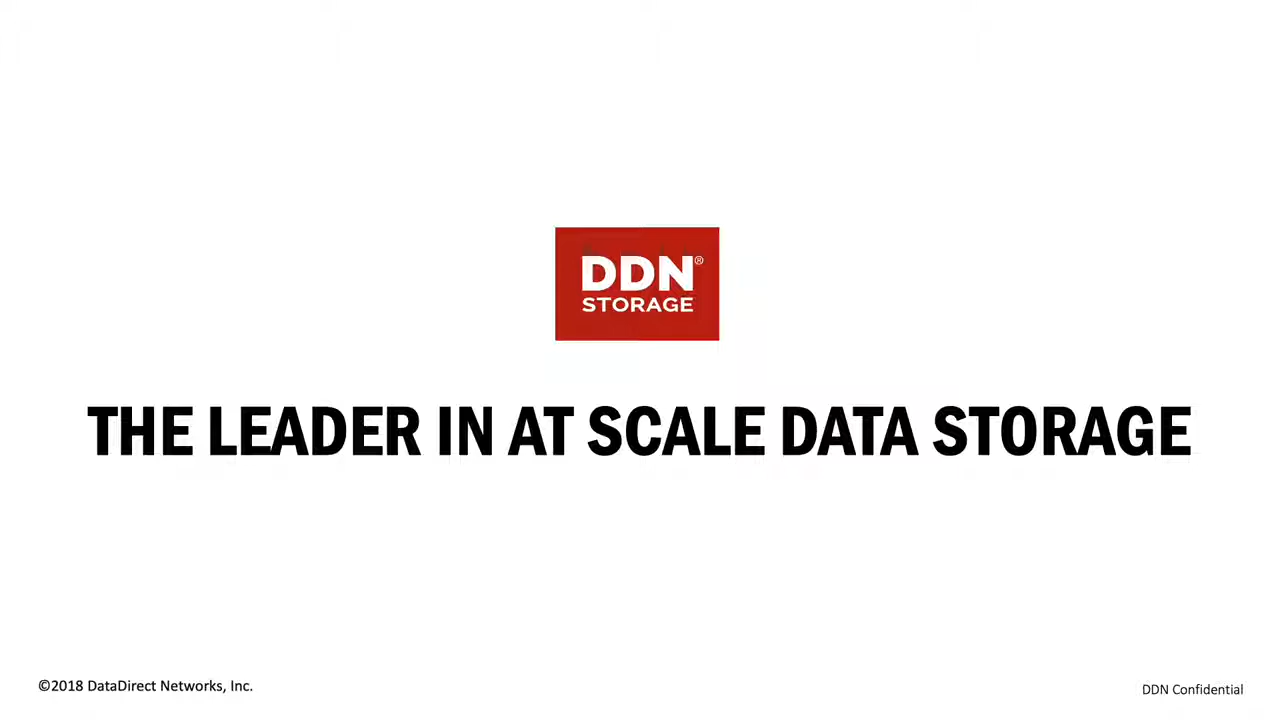 DDN®
STORAGE
THE LEADER IN AT SCALE DATA STORAGE
©2018 DataDirect Networks, Inc.
DDN Confidential